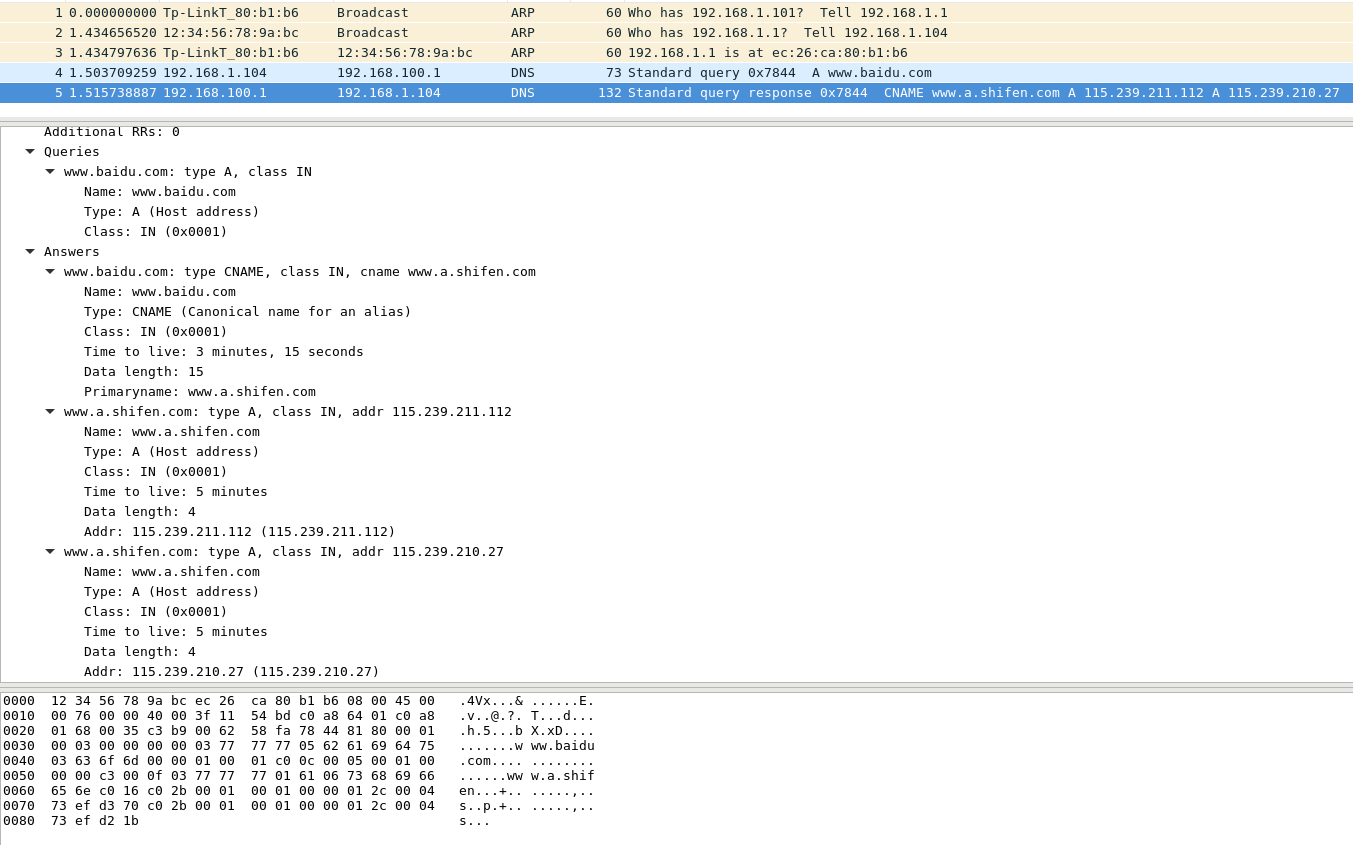 1 0.000000000 Tp-LinkT_80:b1:b6 Broadcast ARP 60 Who has 192.168.1.101? Tell 192.168.1.1
2 1.434656520 12:34:56:78:9a:bc Broadcast ARP 60 Who has 192.168.1.1? Tell 192.168.1.104
3 1.434797636 Tp-LinkT_80:b1:b6 12:34:56:78:9a:bc ARP 60 192.168.1.1 is at ec:26:ca:80:b1:b6
4 1.503709259 192.168.1.104 192.168.100.1 DNS 73 Standard query 0x7844 A www.baidu.com
5 1.515738887 192.168.100.1 192.168.1.104 DNS 132 Standard query response 0x7844 CNAME www.a.shifen.com A 115.239.211.112 A 115.239.210.27
Additional RRs: 0
Queries
www.baidu.com: type A, class IN
Name: www.baidu.com
Type: A (Host address)
Class: IN (0x0001)
Answers
www.baidu.com: type CNAME, class IN, cname www.a.shifen.com
Name: www.baidu.com
Type: CNAME (Canonical name for an alias)
Class: IN (0x0001)
Time to live: 3 minutes, 15 seconds
Data length: 15
Primaryname: www.a.shifen.com
www.a.shifen.com: type A, class IN, addr 115.239.211.112
Name: www.a.shifen.com
Type: A (Host address)
Class: IN (0x0001)
Time to live: 5 minutes
Data length: 4
Addr: 115.239.211.112 (115.239.211.112)
www.a.shifen.com: type A, class IN, addr 115.239.210.27
Name: www.a.shifen.com
Type: A (Host address)
Class: IN (0x0001)
Time to live: 5 minutes
Data length: 4
Addr: 115.239.210.27 (115.239.210.27)
0000 12 34 56 78 9a bc ec 26 ca 80 b1 b6 08 00 45 00 .4Vx...& ......E.
0010 00 76 00 00 40 00 3f 11 54 bd c0 a8 64 01 c0 a8 .v..@.?. T...d...
0020 01 68 00 35 c3 b9 00 62 58 fa 78 44 81 80 00 01 .h.5...b X.xD....
0030 00 03 00 00 00 00 03 77 77 77 05 62 61 69 64 75 .......w ww.baidu
0040 03 63 6f 6d 00 00 01 00 01 c0 0c 00 05 00 01 00 .com.... ........
0050 00 00 c3 00 0f 03 77 77 77 01 61 06 73 68 69 66 ......ww w.a.shif
0060 65 6e c0 16 c0 2b 00 01 00 01 00 00 01 2c 00 04 en...+.. .....,..
0070 73 ef d3 70 c0 2b 00 01 00 01 00 00 01 2c 00 04 s..p.+.. .....,..
0080 73 ef d2 1b s...